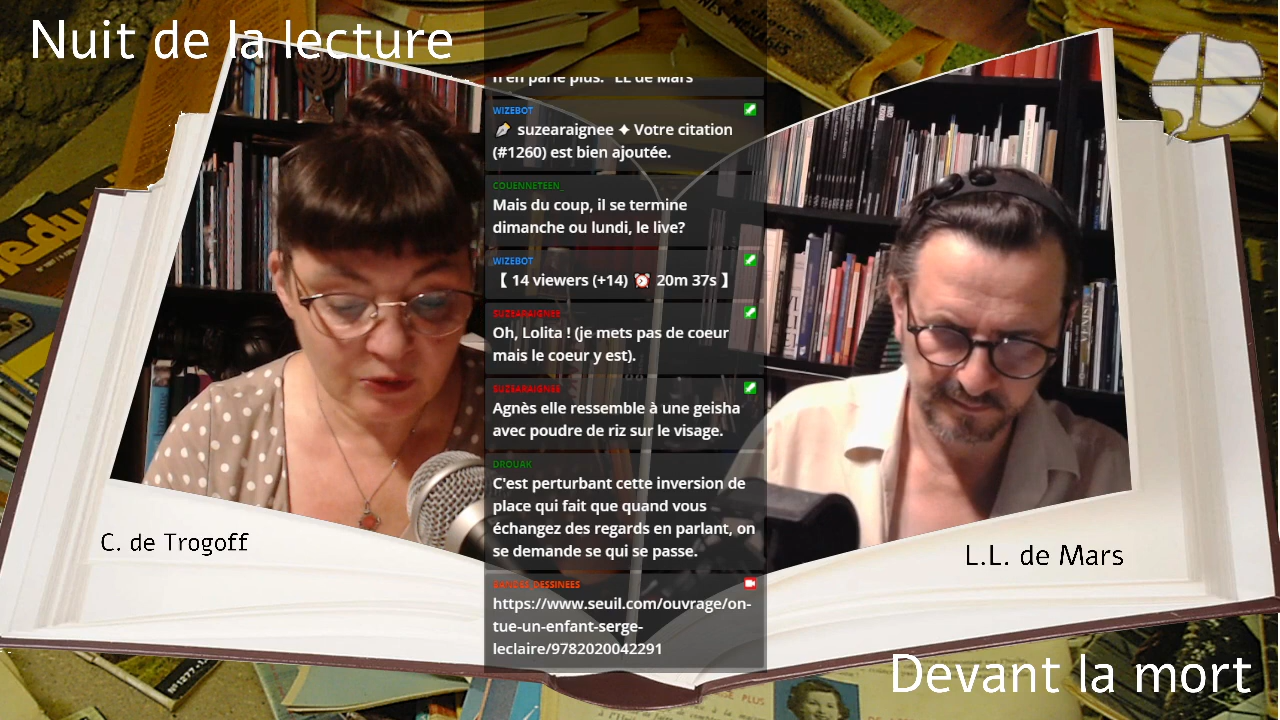 Nuit de la lecture
n'en parle plus." LL de Mars
WIZEBOT
suzearaignee ✦ Votre citation
(#1260) est bien ajoutée.
COUENNETEEN_
Mais du coup, il se termine
dimanche ou lundi, le live?
WIZEBOT
【 14 viewers (+14) ⏰ 20m 37s 】
SUZEARAIGNEE
Oh, Lolita ! (je mets pas de coeur
mais le coeur y est).
SUZEARAIGNEE
Agnès elle ressemble à une geisha
avec poudre de riz sur le visage.
DROUAK
C'est perturbant cette inversion de
place qui fait que quand vous
échangez des regards en parlant, on
se demande se qui se passe.
https://www.seuil.com/ouvrage/on-
tue-un-enfant-serge-
leclaire/9782020042291
C. de Trogoff
L.L. de Mars
Devant la mort